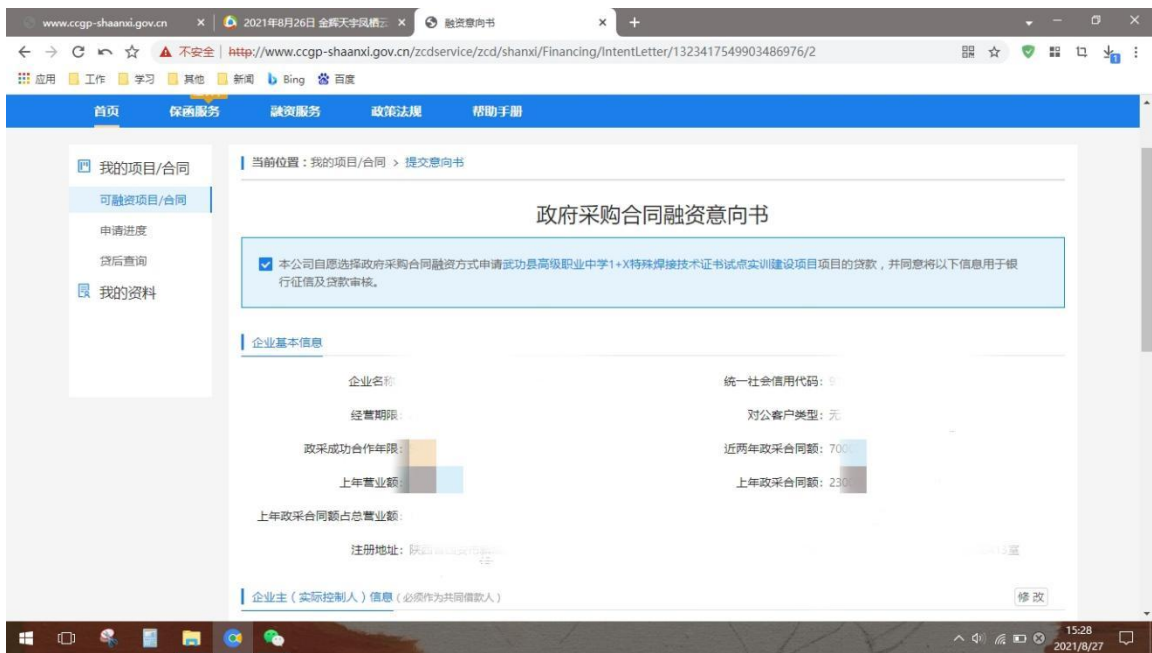 www.ccgp-shaanxi.gov.cn
2021年8月26日 金辉天宇凤栖云
融资意向书
不安全
http://www.ccgp-shaanxi.gov.cn/zcdservice/zcd/shanxi/Financing/IntentLetter/1323417549903486976/2
应用 工作 学习 其他 新闻 Bing 百度
首页 保函服务 融资服务 政策法规 帮助手册
我的项目/合同
可融资项目/合同
申请进度
贷后查询
我的资料
当前位置：我的项目/合同 > 提交意向书
政府采购合同融资意向书
本公司自愿选择政府采购合同融资方式申请武功县高级职业中学1+X特殊焊接技术证书试点实训建设项目项目的贷款，并同意将以下信息用于银
行征信及贷款审核。
企业基本信息
企业名称 统一社会信用代码：9
经营期限： 对公客户类型：无
政采成功合作年限： 近两年政采合同额：700
上年营业额： 上年政采合同额：230
上年政采合同额占总营业额：
注册地址：陕 室
企业主（实际控制人）信息（必须作为共同借款人） 修改
15:28
2021/8/27